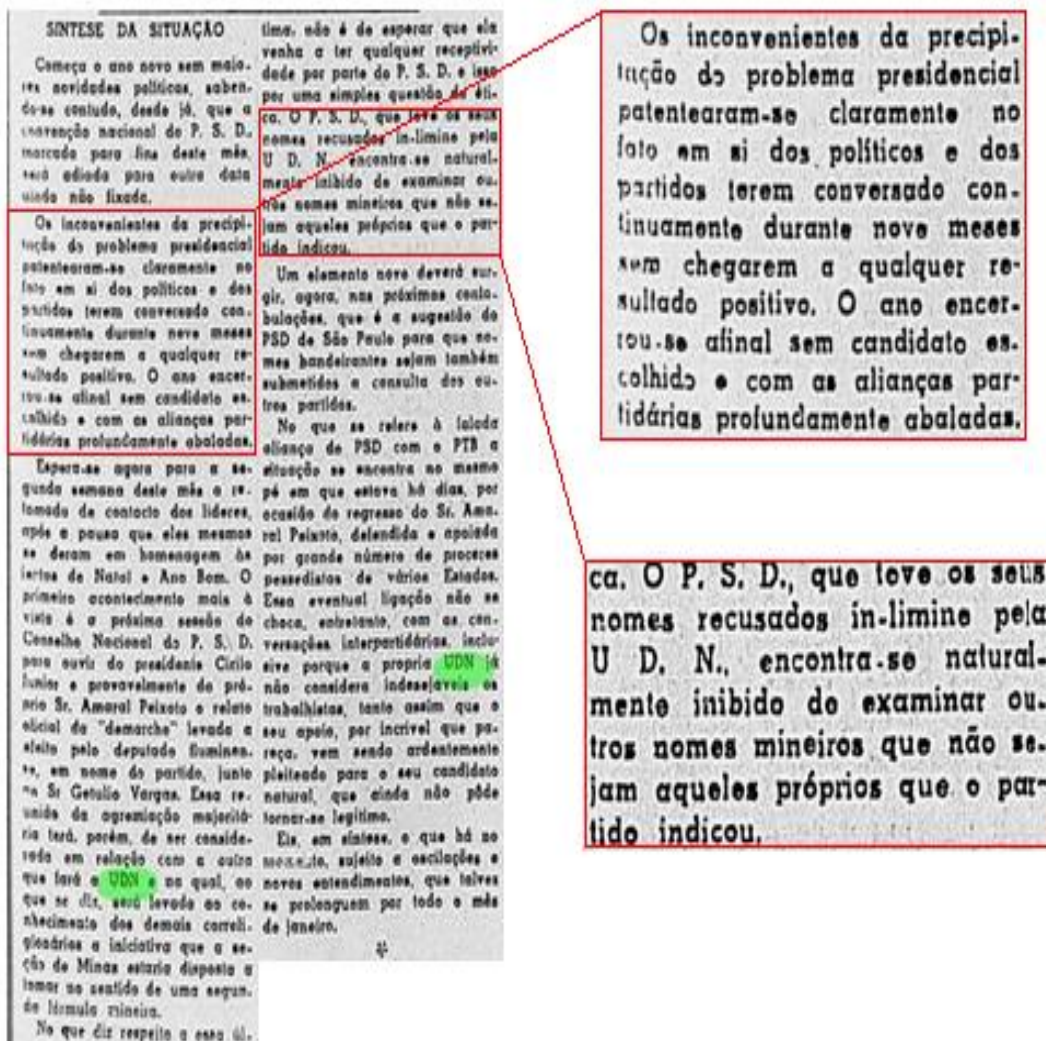 SINTESE DA SITUAÇÃO
Começa o ano novo sem maio-
res novidades políticas, saben-
do-se contudo, desde já, que a
convenção nacional do P. S. D.,
marcada para fins deste mês,
será adiada para outra data
ainda não fixada.
Os inconvenientes da precipi-
tação do problema presidencial
patentearam-se claramente no
fato em si dos políticos e dos
partidos terem conversado con-
tinuamente durante nove meses
sem chegarem a qualquer re-
sultado positivo. O ano encer-
rou-se afinal sem candidato es-
colhido e com as alianças par-
tidárias profundamente abaladas.
Espera-se agora para a se-
gunda semana deste mês a re-
tomada de contacto dos lideres,
após a pausa que eles mesmos
se deram em homenagem às
festas de Natal e Ano Bom. O
primeiro acontecimento mais à
vista é a próxima sessão do
Conselho Nacional do P. S. D.
para ouvir do presidente Cirilo
Junior e provavelmente do pró-
prio Sr. Amaral Peixoto o relato
oficial da "demarche" levada a
efeito pelo deputado fluminen-
se, em nome do partido, junto
ao Sr Getulio Vargas. Essa re-
união da agremiação majoritá-
ria terá, porém, de ser conside-
rada em relação com a outra
que fará a UDN e na qual, ao
que se diz, será levada ao co-
nhecimento dos demais correli-
gionários a iniciativa que a se-
ção de Minas estaria disposta a
tomar no sentido de uma segun-
da fórmula mineira.
No que diz respeito a essa úl-
tima, não é de esperar que ela
venha a ter qualquer receptivi-
dade por parte do P. S. D. e isso
por uma simples questão de éti-
ca. O P. S. D., que teve os seus
nomes recusados in-limine pela
U D. N., encontra-se natural-
mente inibido de examinar ou-
tros nomes mineiros que não se-
jam aqueles próprios que o par-
tido indicou.
Um elemento novo deverá sur-
gir, agora, nas próximas confa-
bulações, que é a sugestão do
PSD de São Paulo para que no-
mes bandeirantes sejam também
submetidos a consulta dos ou-
tros partidos.
No que se refere à falada
aliança do PSD com o PTB a
situação se encontra no mesmo
pé em que estava há dias, por
ocasião do regresso do Sr. Ama-
ral Peixoto, defendida e apoiada
por grande número de proceres
pessedistas de vários Estados.
Essa eventual ligação não se
choca, entretanto, com as con-
versações interpartidárias, inclu-
sive porque a propria UDN já
não considera indesejaveis os
trabalhistas, tanto assim que o
seu apoio, por incrivel que pa-
reça, vem sendo ardentemente
pleiteado para o seu candidato
natural, que ainda não pôde
tornar-se legítimo.
Eis, em síntese, o que há no
momento, sujeito a oscilações e
novos entendimentos, que talvez
se prolonguem por todo o mês
de janeiro.
Os inconvenientes da precipi-
tação do problema presidencial
patentearam-se claramente no
fato em si dos políticos e dos
partidos terem conversado con-
tinuamente durante nove meses
sem chegarem a qualquer re-
sultado positivo. O ano encer-
rou-se afinal sem candidato es-
colhido e com as alianças par-
tidárias profundamente abaladas.
ca. O P. S. D., que teve os seus
nomes recusados in-limine pela
U D. N., encontra-se natural-
mente inibido de examinar ou-
tros nomes mineiros que não se-
jam aqueles próprios que o par-
tido indicou.